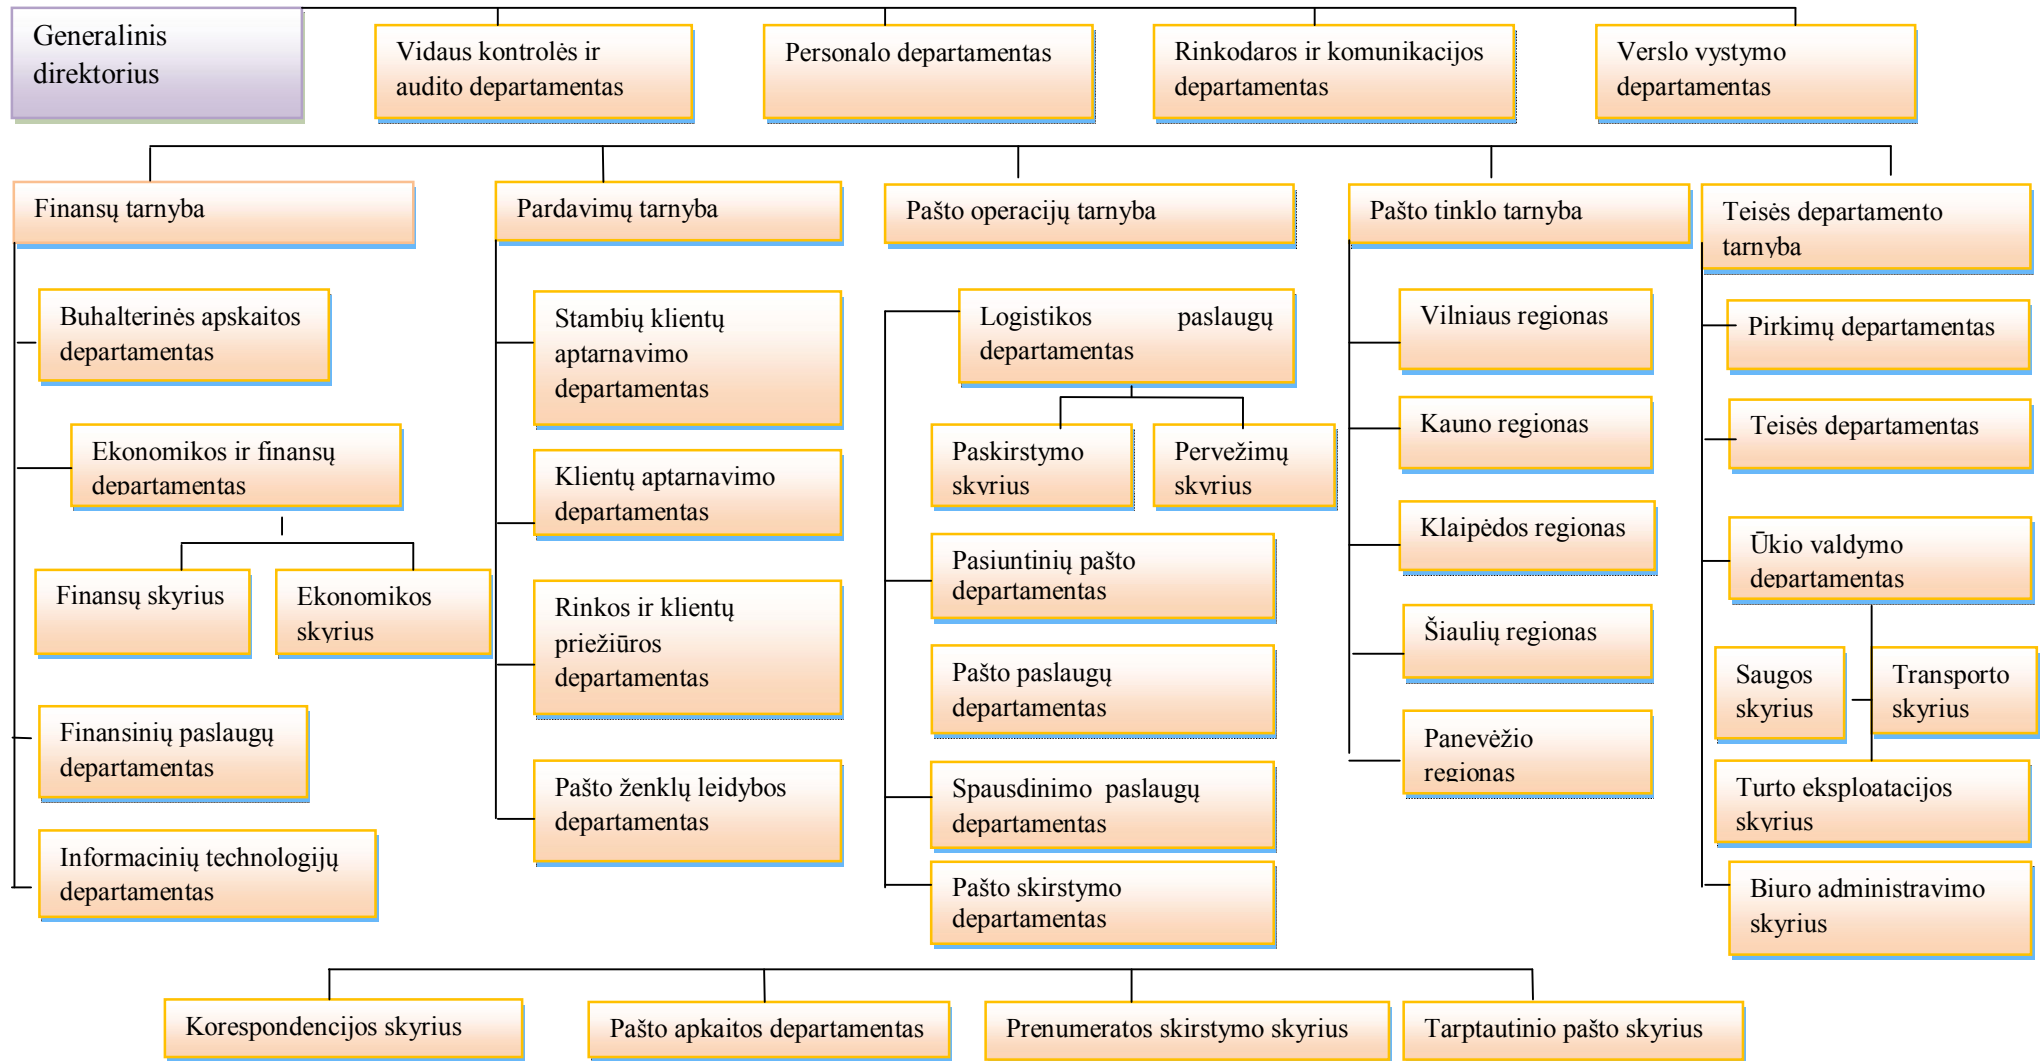 Generalinis
direktorius
Vidaus kontrolės ir
audito departamentas
Personalo departamentas
Rinkodaros ir komunikacijos
departamentas
Verslo vystymo
departamentas
Finansų tarnyba
Pardavimų tarnyba
Pašto operacijų tarnyba
Pašto tinklo tarnyba
Teisės departamento
tarnyba
Buhalterinės apskaitos
departamentas
Ekonomikos ir finansų
departamentas
Finansų skyrius
Ekonomikos
skyrius
Finansinių paslaugų
departamentas
Informacinių technologijų
departamentas
Stambių klientų
aptarnavimo
departamentas
Klientų aptarnavimo
departamentas
Rinkos ir klientų
priežiūros
departamentas
Pašto ženklų leidybos
departamentas
Logistikos paslaugų
departamentas
Paskirstymo
skyrius
Pervežimų
skyrius
Pasiuntinių pašto
departamentas
Pašto paslaugų
departamentas
Spausdinimo paslaugų
departamentas
Pašto skirstymo
departamentas
Vilniaus regionas
Kauno regionas
Klaipėdos regionas
Šiaulių regionas
Panevėžio
regionas
Pirkimų departamentas
Teisės departamentas
Ūkio valdymo
departamentas
Saugos
skyrius
Transporto
skyrius
Turto eksploatacijos
skyrius
Biuro administravimo
skyrius
Korespondencijos skyrius
Pašto apkaitos departamentas
Prenumeratos skirstymo skyrius
Tarptautinio pašto skyrius